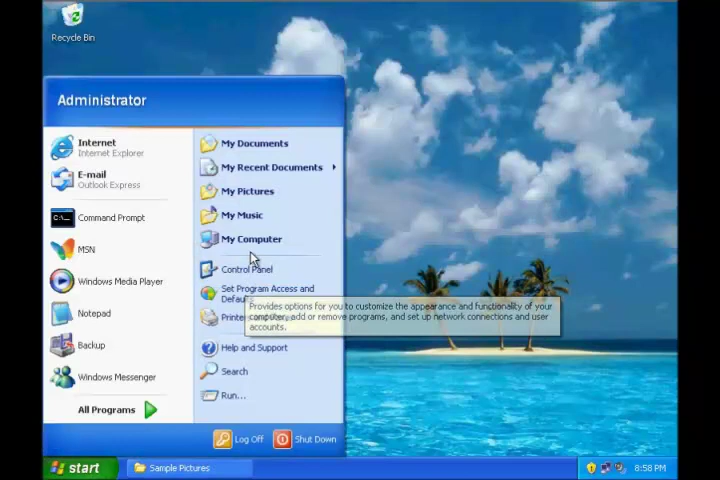 Recycle Bin
Administrator
Internet
Internet Explorer
E-mail
Outlook Express
Command Prompt
MSN
Windows Media Player
Notepad
Backup
Windows Messenger
All Programs
My Documents
My Recent Documents
My Pictures
My Music
My Computer
Control Panel
Set Program Access and
Defau
Provides options for you to customize the appearance and functionality of your
computer, add or remove programs, and set up network connections and user
accounts.
Help and Support
Search
Run...
Log Off
Shut Down
start
Sample Pictures
8:58 PM